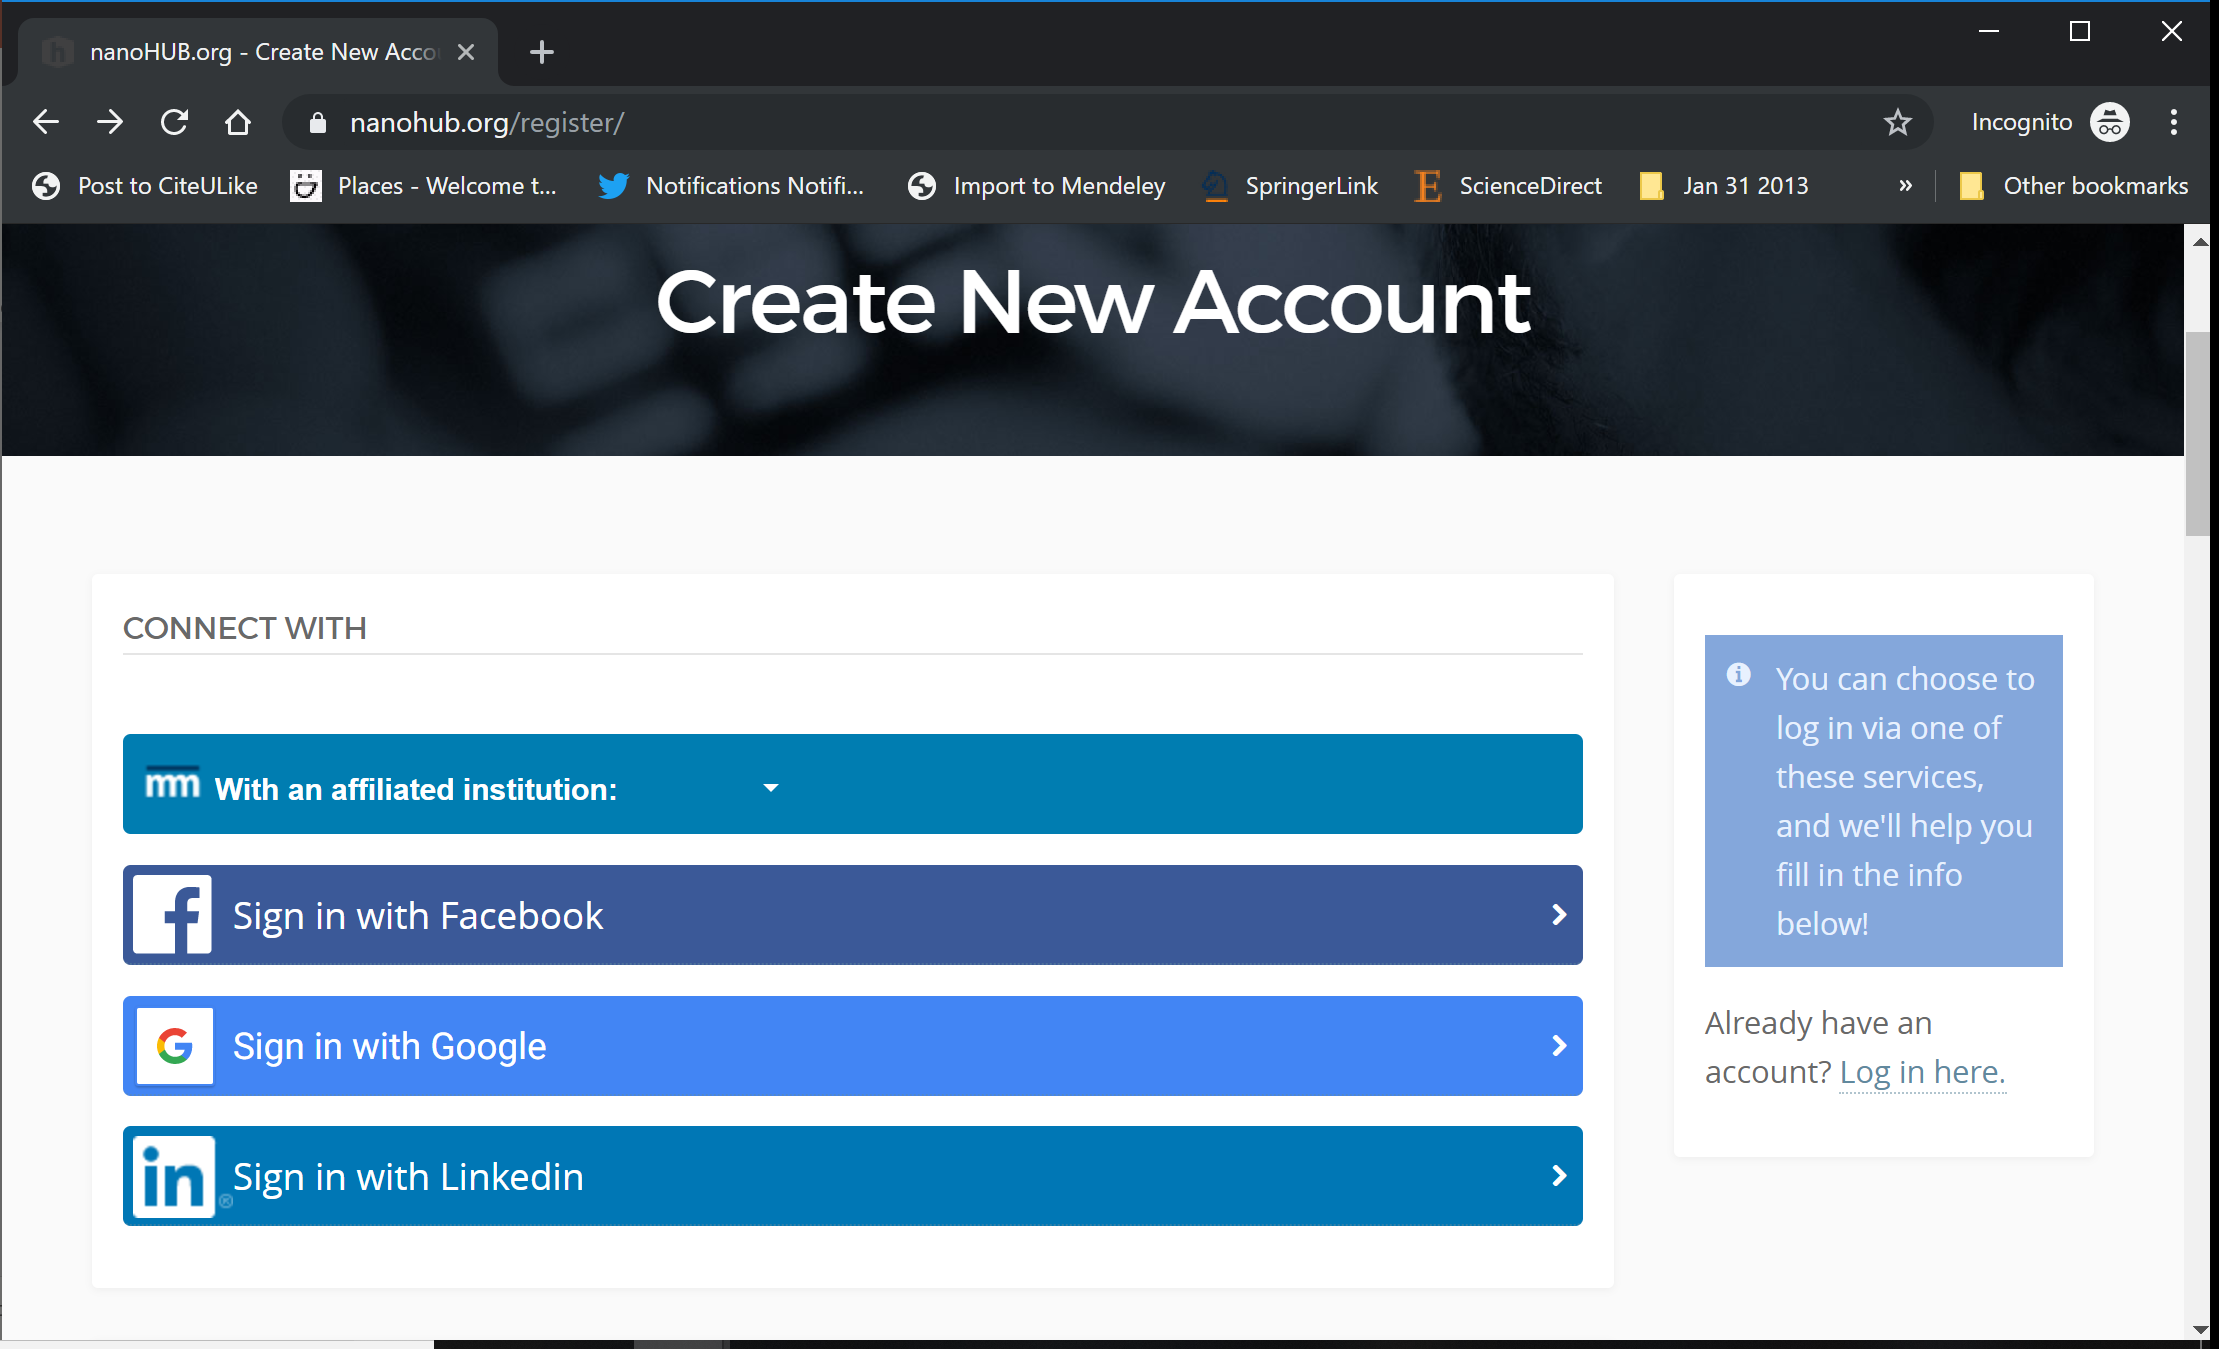 nanoHUB.org - Create New Acco
nanohub.org/register/
Incognito
Post to CiteULike
Places - Welcome t...
Notifications Notifi...
Import to Mendeley
SpringerLink
E ScienceDirect
Jan 31 2013
»
Other bookmarks
Create New Account
CONNECT WITH
With an affiliated institution:
f Sign in with Facebook
G Sign in with Google
in® Sign in with Linkedin
You can choose to
log in via one of
these services,
and we'll help you
fill in the info
below!
Already have an
account? Log in here.